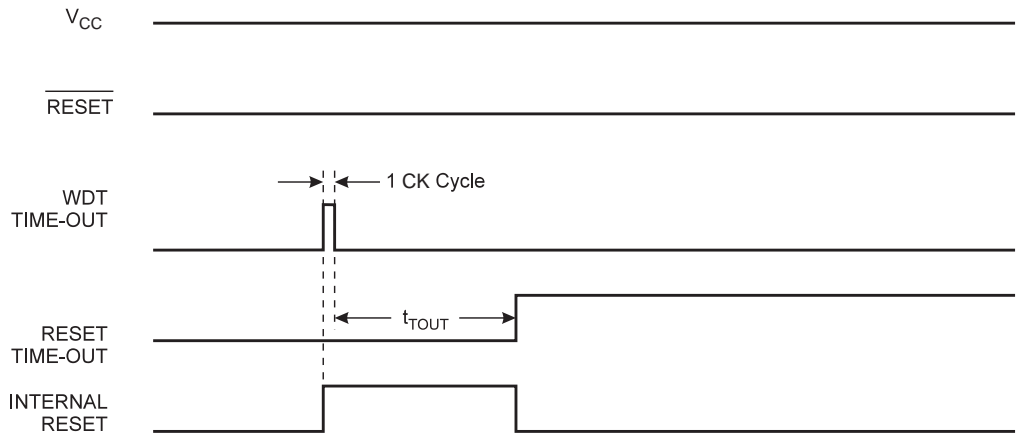 VCC
RESET
1 CK Cycle
WDT
TIME-OUT
tTOUT
RESET
TIME-OUT
INTERNAL
RESET